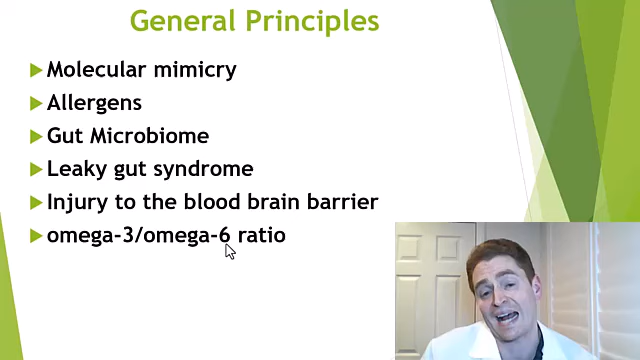 General Principles
Molecular mimicry
Allergens
Gut Microbiome
Leaky gut syndrome
Injury to the blood brain barrier
omega-3/omega-6 ratio